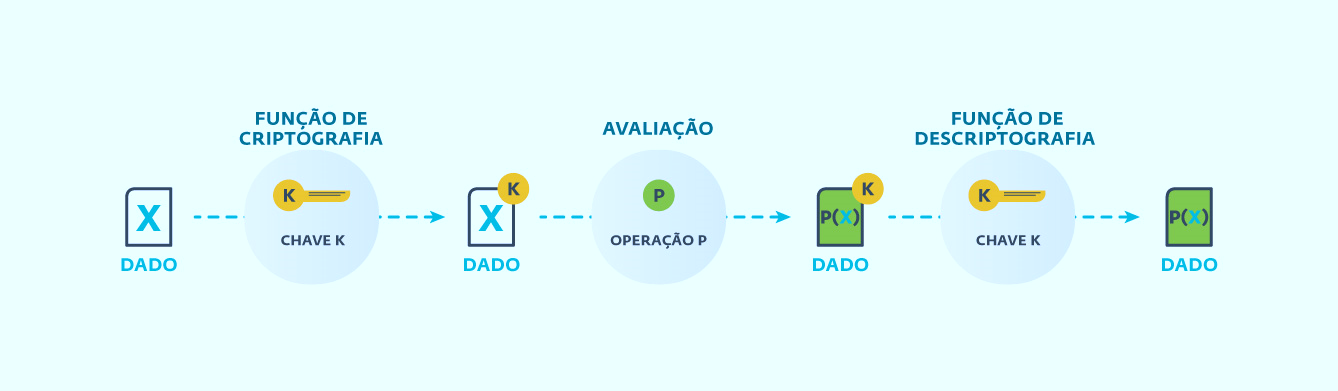 FUNÇÃO DE
CRIPTOGRAFIA
AVALIAÇÃO
FUNÇÃO DE
DESCRIPTOGRAFIA
X
DADO
K
CHAVE K
X
K
DADO
P
OPERAÇÃO P
P(X)
K
DADO
K
CHAVE K
P(X)
DADO